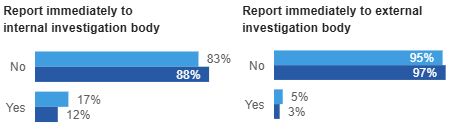 Report immediately to
internal investigation body
No
83%
88%
Yes
17%
12%
Report immediately to external
investigation body
No
95%
97%
Yes
5%
3%